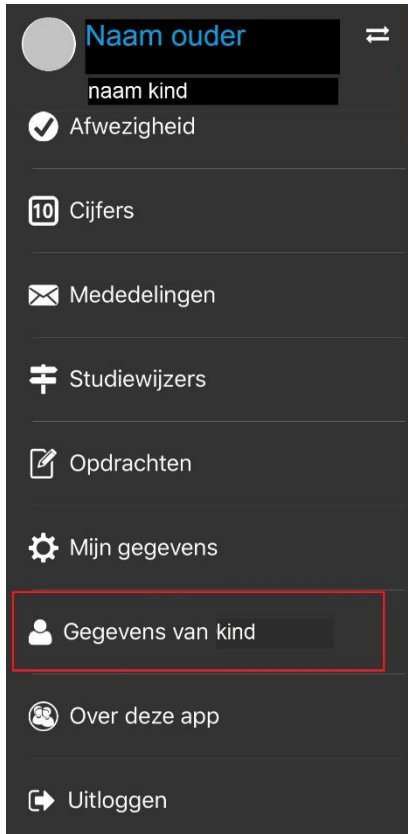 Naam ouder
naam kind
Afwezigheid
10 Cijfers
Mededelingen
Studiewijzers
Opdrachten
Mijn gegevens
Gegevens van kind
Over deze app
Uitloggen